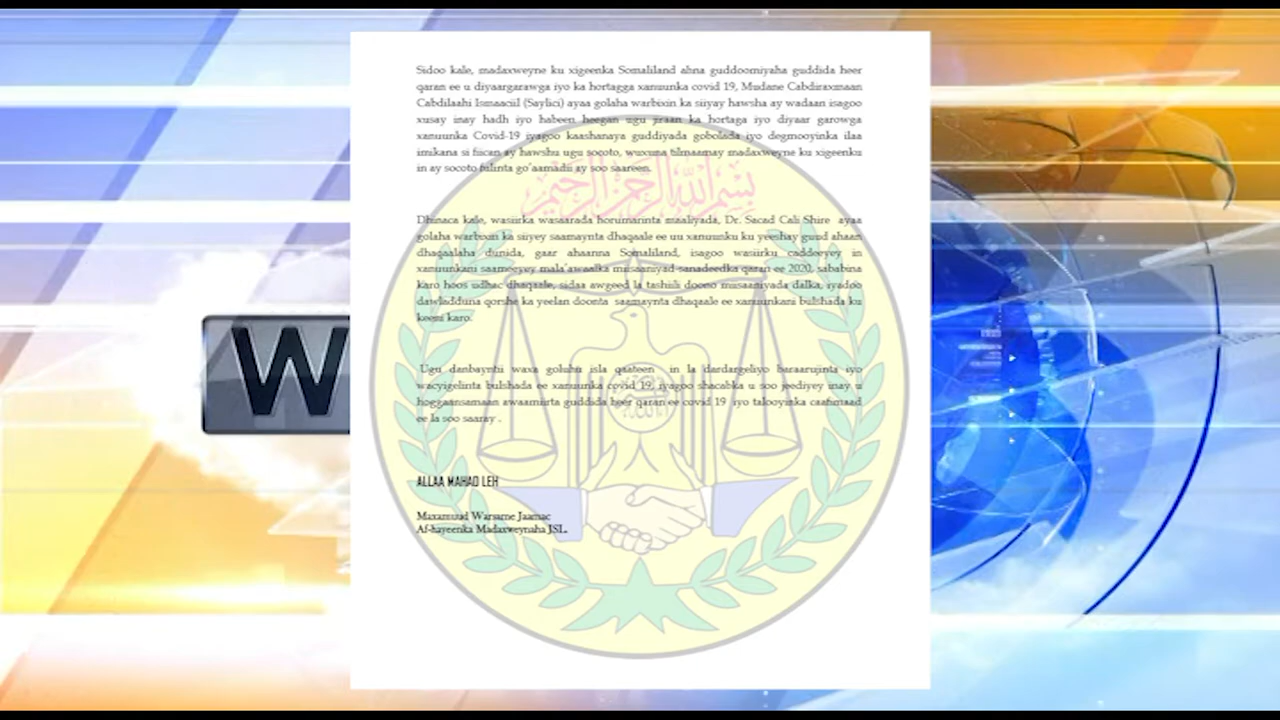 Sidoo kale, madaxweyne ku xigeenka Somaliland ahna guddoomiyaha guddida heer
qaran ee u diyaargarawga iyo ka hortagga xanuunka covid 19, Mudane Cabdiraxmaan
Cabdilaahi Ismaaciil (Saylici) ayaa golaha warbixin ka siiyay hawsha ay wadaan isagoo
xusay inay hadh iyo habeen heegan ugu jiraan ka hortaga iyo diyaar garowga
xanuunka Covid-19 iyagoo kaashanaya guddiyada gobolada iyo degmooyinka ilaa
imikana si fiican ay hawshu ugu socoto, wuxuna tilmaamay madaxweyne ku xigeenku
in ay socoto fulinta go'aamadii ay soo saareen.
بسم الله الرحمن الرحيم
Dhinaca kale, wasiirka wasaarada horumarinta maaliyada, Dr. Sacad Cali Shire ayaa
golaha warbixin ka siiyey saamaynta dhaqaale ee uu xanuunku ku yeeshay guud ahaan
dhaqaalaha dunida, gaar ahaanna Somaliland, isagoo wasiirku caddeeyey in
xanuunkani saameeyey mala'awaalka miisaaniyad sanadeedka qaran ee 2020, sababina
karo hoos udhac dhaqaale, sidaa awgeed la tashiili doono miisaaniyada dalka, iyadoo
dawladduna qorshe ka yeelan doonta saamaynta dhaqaale ee xanuunkani bulshada ku
keeni karo.
Ugu danbayntii waxa goluhu isla qaateen in la dardargeliyo baraarujinta iyo
wacyigelinta bulshada ee xanuunka covid 19, iyagoo shacabka u soo jeediyey inay u
hoggaansamaan awaamiirta guddida heer qaran ee covid 19 iyo talooyinka caafimaad
ee la soo saaray .
ALLAA MAHAD LEH
Maxamuud Warsame Jaamac
Af-hayeenka Madaxweynaha JSL.
W